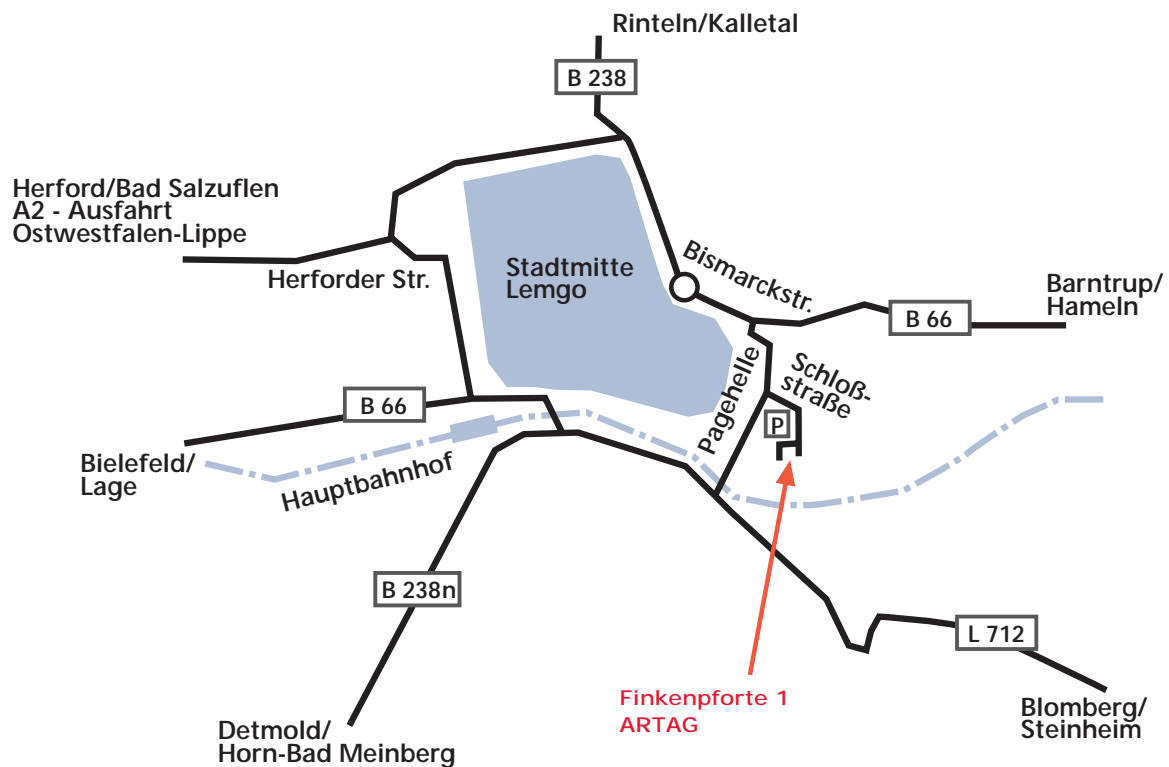 Rinteln/Kalletal
B 238
Herford/Bad Salzuflen
A2 - Ausfahrt
Ostwestfalen-Lippe
Herforder Str.
Stadtmitte
Lemgo
Bismarckstr.
Barntrup/
Hameln
B 66
Pagehelle
Schloß-
straße
P
B 66
Bielefeld/
Lage
Hauptbahnhof
B 238n
L 712
Finkenpforte 1
ARTAG
Detmold/
Horn-Bad Meinberg
Blomberg/
Steinheim